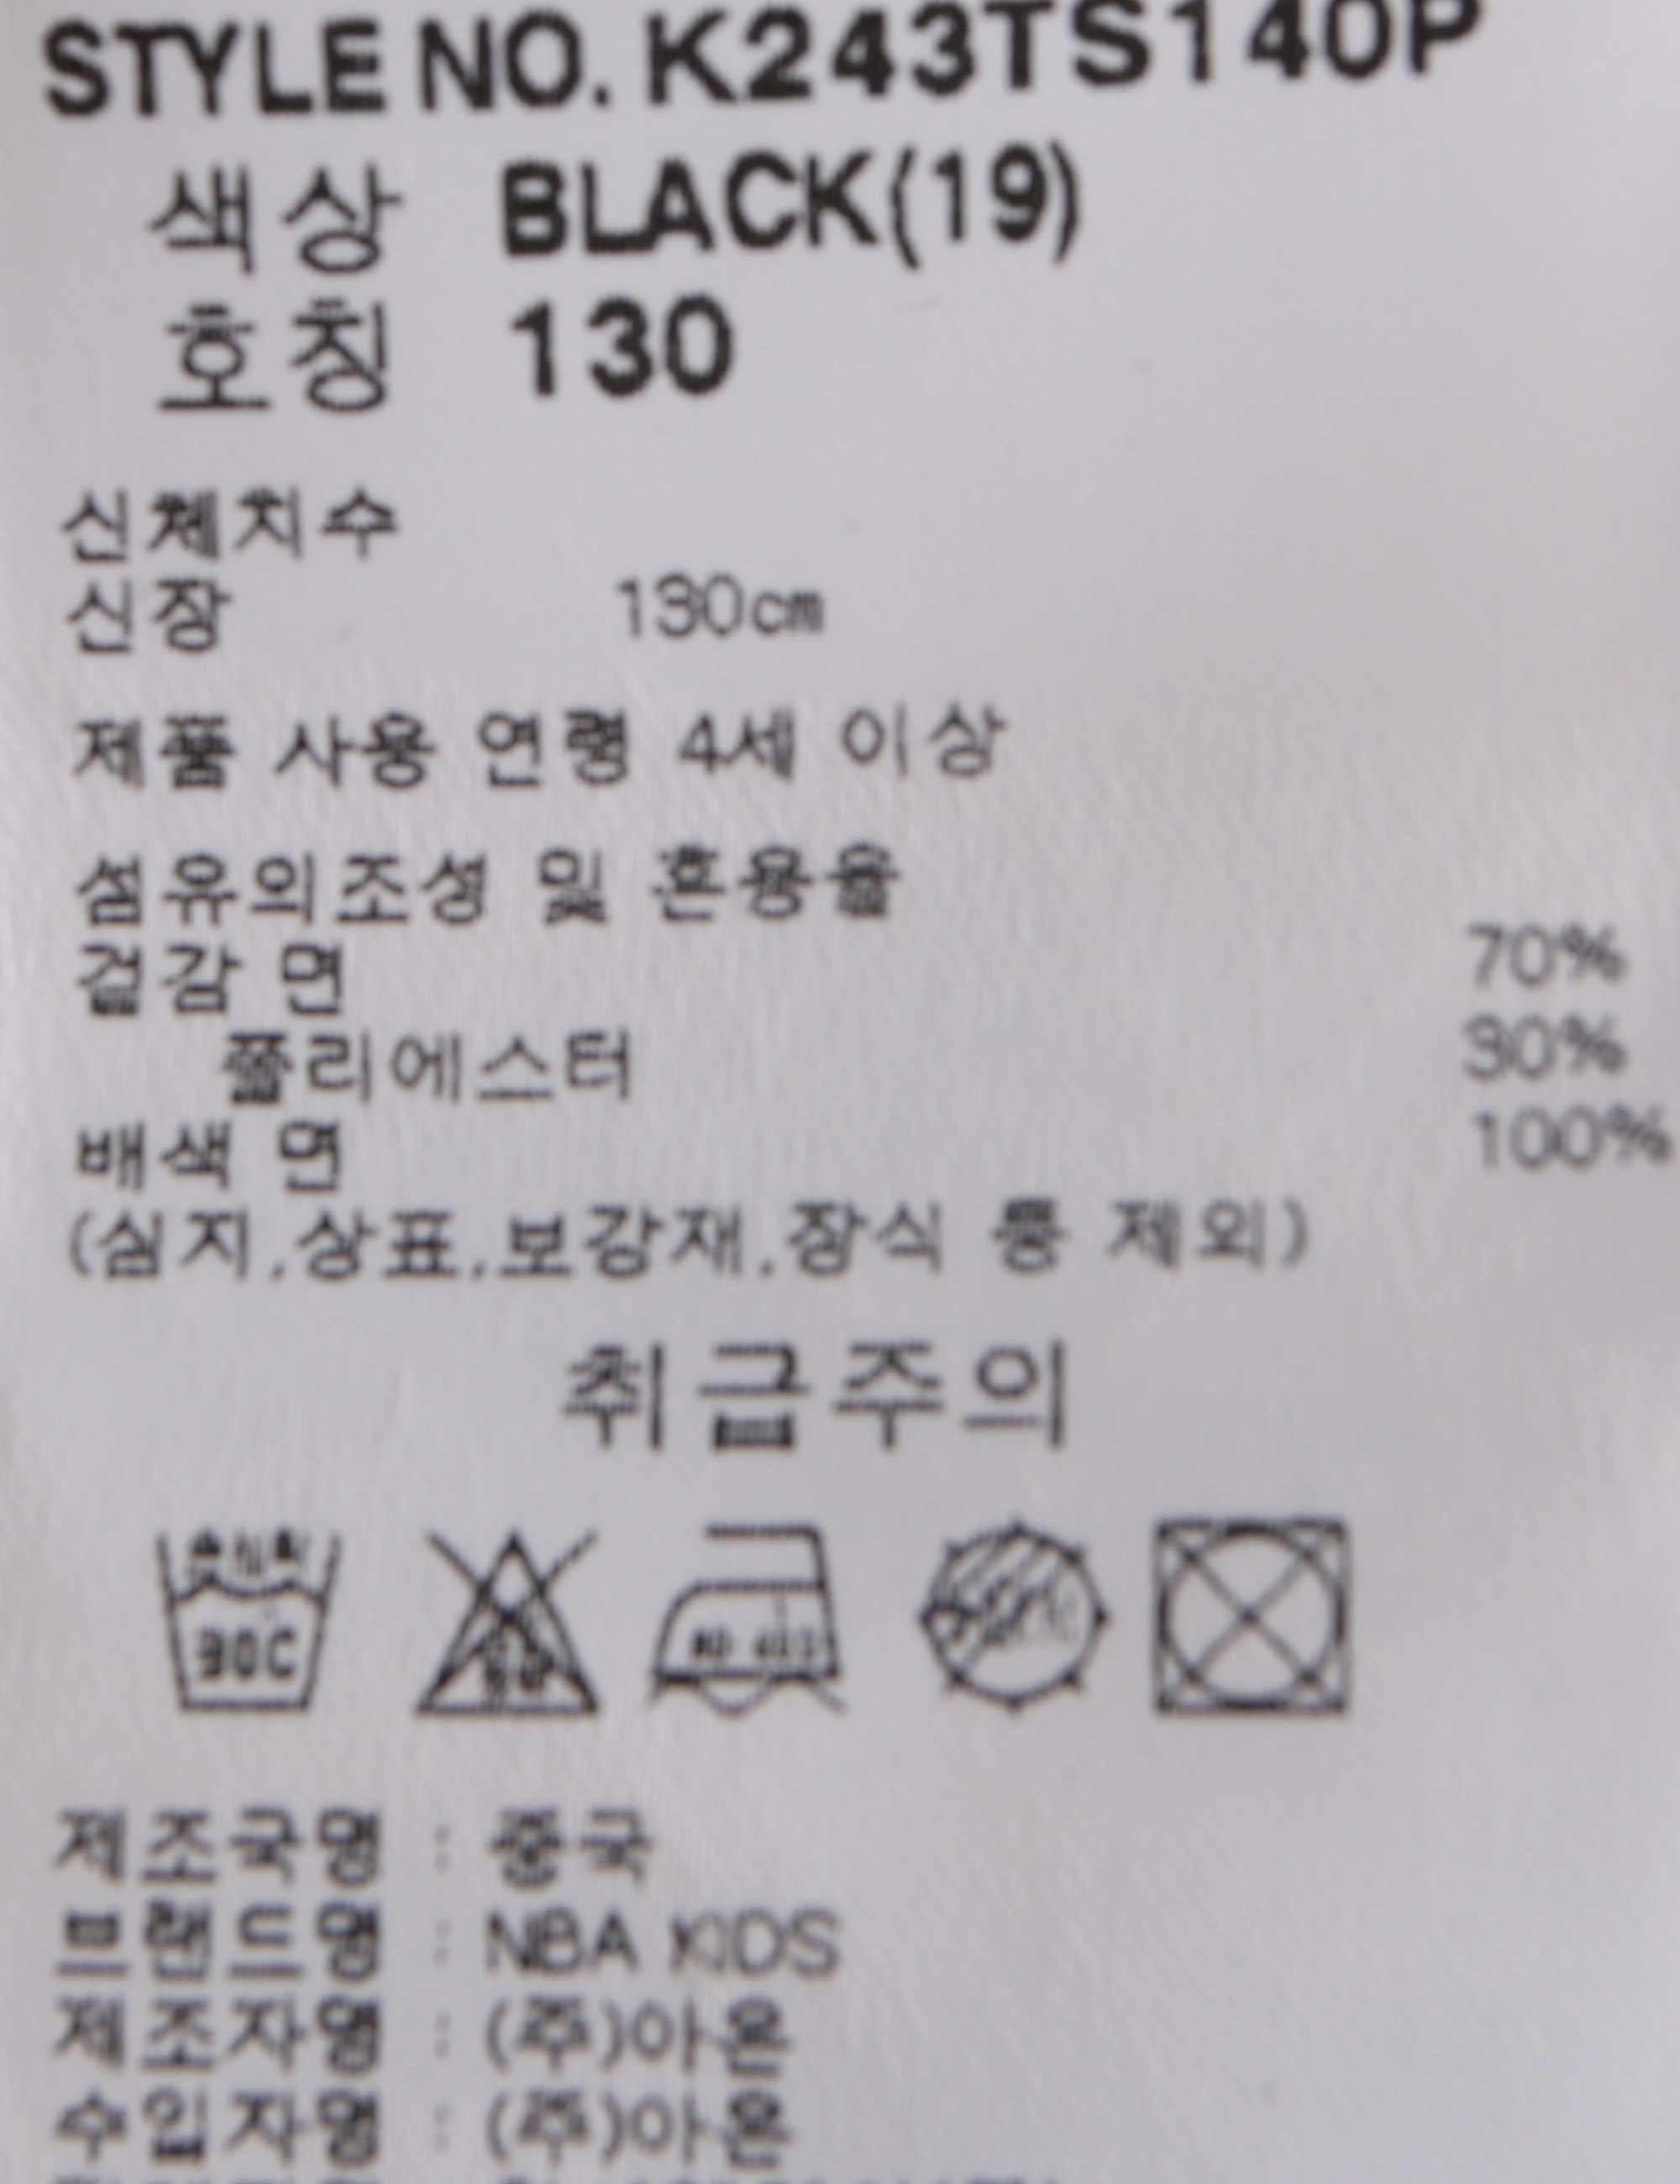 STYLE NO. K243TS140P
색상 BLACK(19)
호칭 130
신체치수
신장 130㎝
제품 사용 연령 4세 이상
섬유의조성 및 혼용율
겉감 면 70%
폴리에스터 30%
배색 면 100%
(심지,상표,보강재,장식 등 제외)
취급주의
30C
제조국명 : 중국
브랜드명 : NBA KIDS
제조자명 : (주)아온
수입자명 : (주)아온